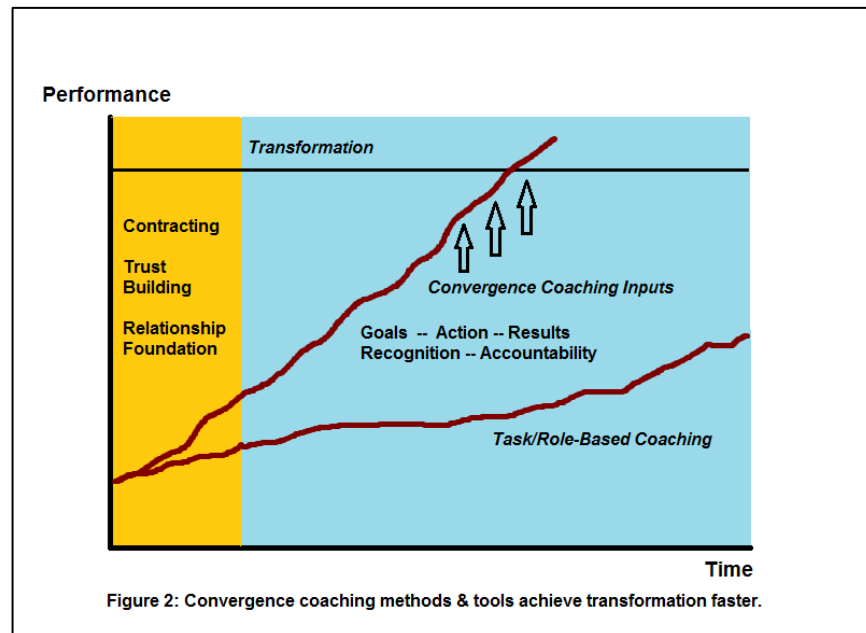 Performance
Transformation
Contracting
Trust
Building
Relationship
Foundation
Convergence Coaching Inputs
Goals -- Action -- Results
Recognition -- Accountability
Task/Role-Based Coaching
Time
Figure 2: Convergence coaching methods & tools achieve transformation faster.